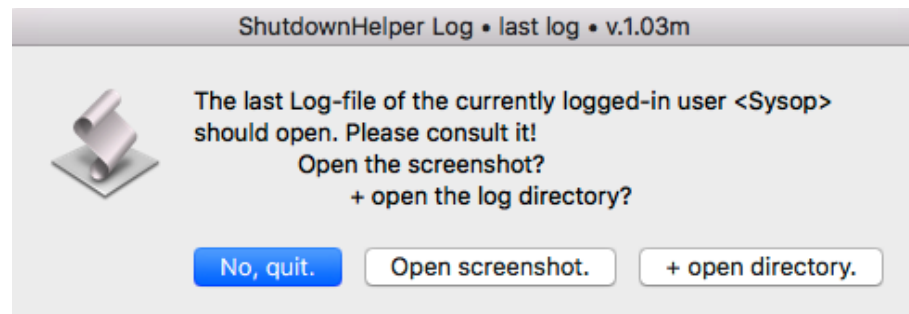 ShutdownHelper Log • last log • v.1.03m
The last Log-file of the currently logged-in user <Sysop>
should open. Please consult it!
Open the screenshot?
+ open the log directory?
No, quit.
Open screenshot.
+ open directory.